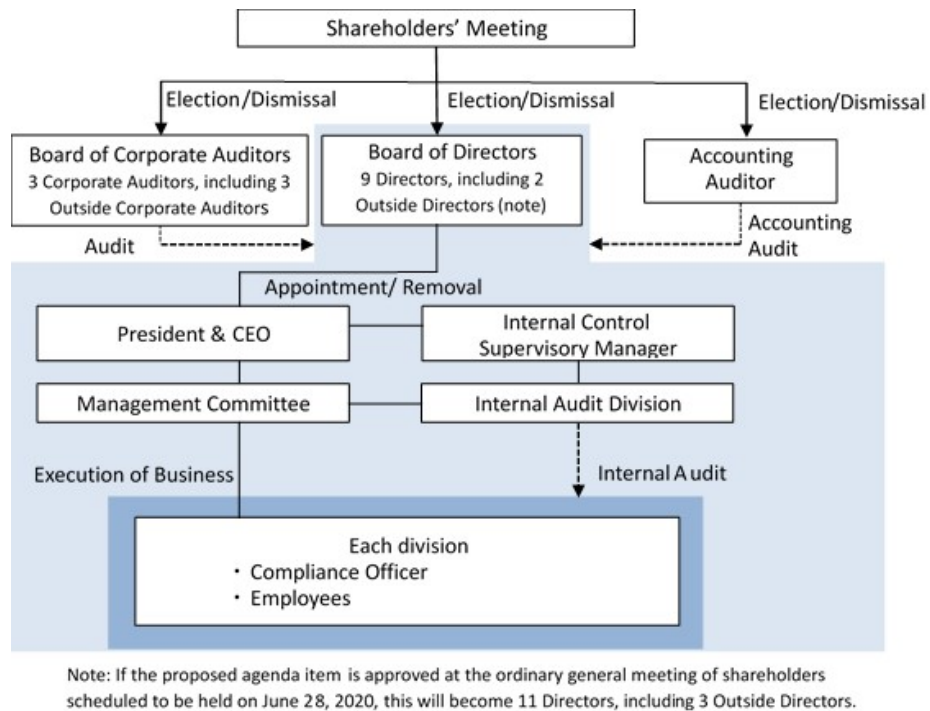 Shareholders' Meeting
Election/Dismissal
Election/Dismissal
Election/Dismissal
Board of Corporate Auditors
3 Corporate Auditors, including 3
Outside Corporate Auditors
Board of Directors
9 Directors, including 2
Outside Directors (note)
Accounting
Auditor
Audit
Accounting
Audit
Appointment/ Removal
President & CEO
Internal Control
Supervisory Manager
Management Committee
Internal Audit Division
Execution of Business
Internal Audit
Each division
・ Compliance Officer
・ Employees
Note: If the proposed agenda item is approved at the ordinary general meeting of shareholders
scheduled to be held on June 28, 2020, this will become 11 Directors, including 3 Outside Directors.